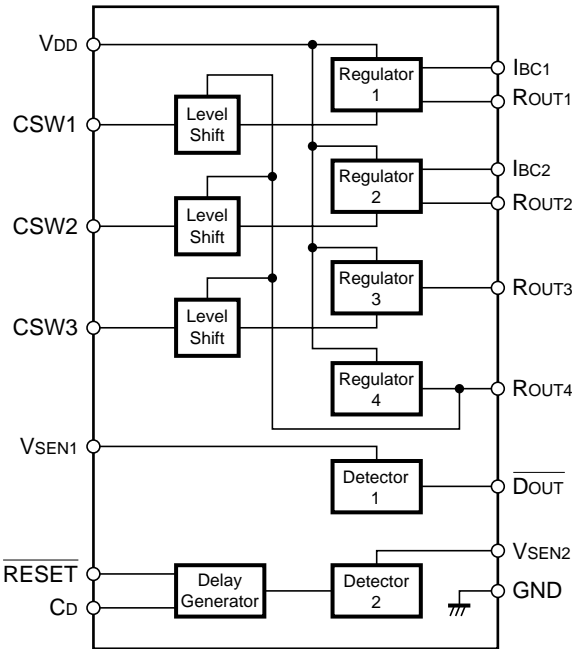 VDD
Regulator
1
IBC1
ROUT1
CSW1
Level
Shift
Regulator
2
IBC2
ROUT2
CSW2
Level
Shift
Regulator
3
ROUT3
CSW3
Level
Shift
Regulator
4
ROUT4
VSEN1
Detector
1
DOUT
VSEN2
RESET
Delay
Generator
Detector
2
GND
CD